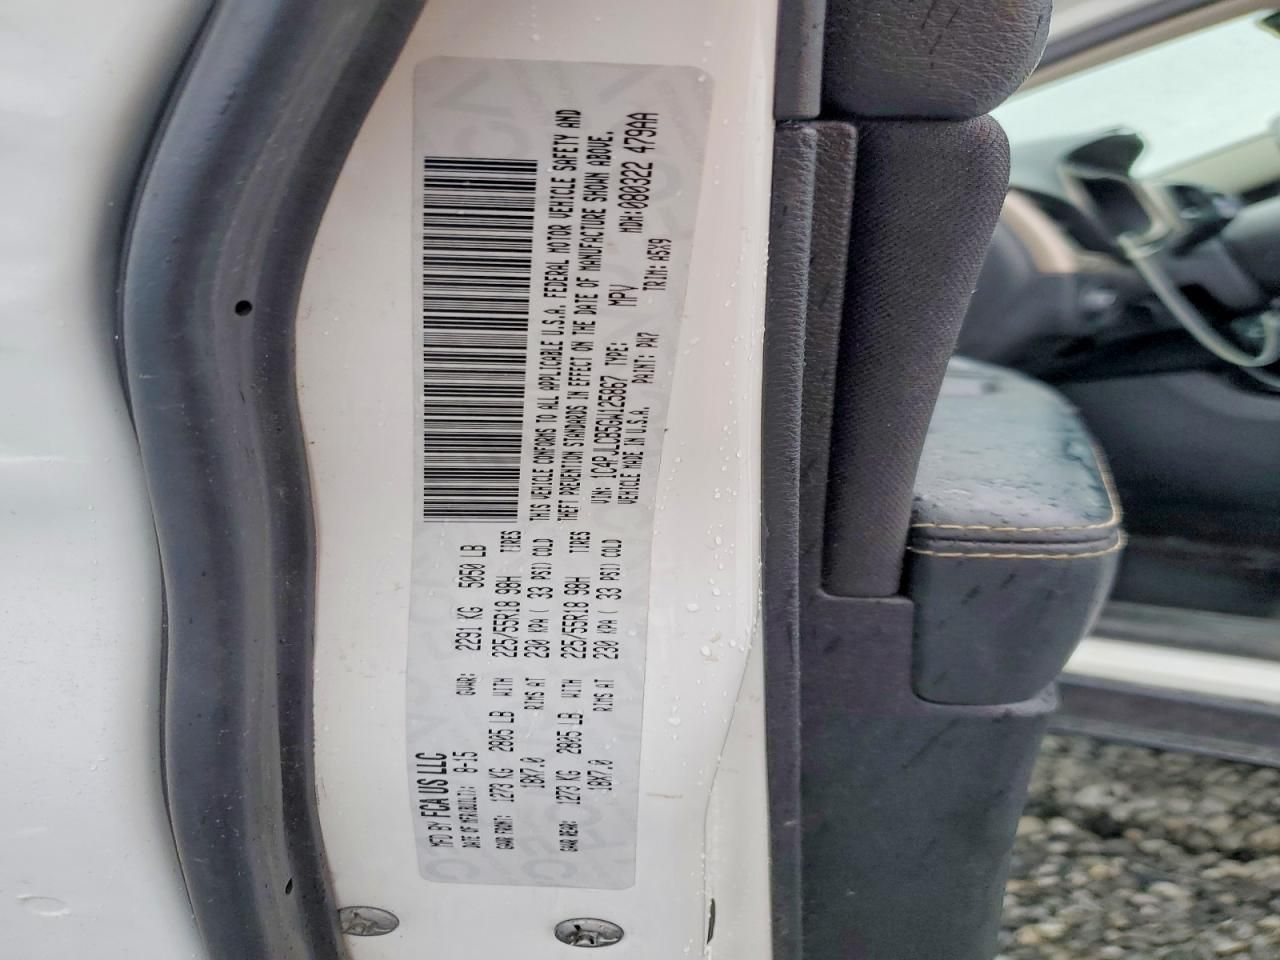 MFD BY FCA US LLC
DATE OF MFR(BUILT): 8-15 GVWR: 2291 KG 5050 LB
GAWR FRONT: 1273 KG 2805 LB WITH 225/55R18 98H TIRES
18X7.0 RIMS AT 230 KPA ( 33 PSI) COLD
GAWR REAR: 1273 KG 2805 LB WITH 225/55R18 98H TIRES
18X7.0 RIMS AT 230 KPA ( 33 PSI) COLD
THIS VEHICLE CONFORMS TO ALL APPLICABLE U.S.A. FEDERAL MOTOR VEHICLE SAFETY AND
THEFT PREVENTION STANDARDS IN EFFECT ON THE DATE OF MANUFACTURE SHOWN ABOVE.
VIN: 1C4PJLCB5GW125867 TYPE: MPV MDH:080322 479AA
VEHICLE MADE IN U.S.A. PAINT: PW7 TRIM: A5X9